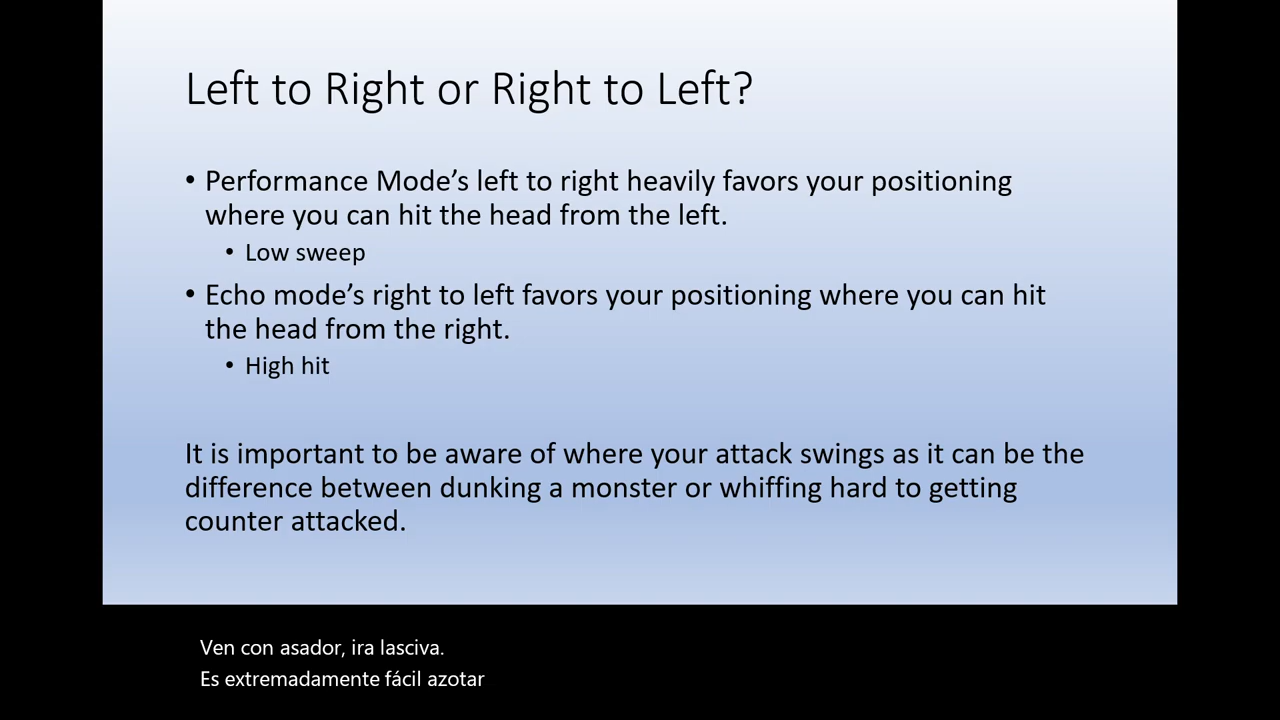 Left to Right or Right to Left?
• Performance Mode's left to right heavily favors your positioning
where you can hit the head from the left.
• Low sweep
• Echo mode's right to left favors your positioning where you can hit
the head from the right.
• High hit
It is important to be aware of where your attack swings as it can be the
difference between dunking a monster or whiffing hard to getting
counter attacked.
Ven con asador, ira lasciva.
Es extremadamente fácil azotar